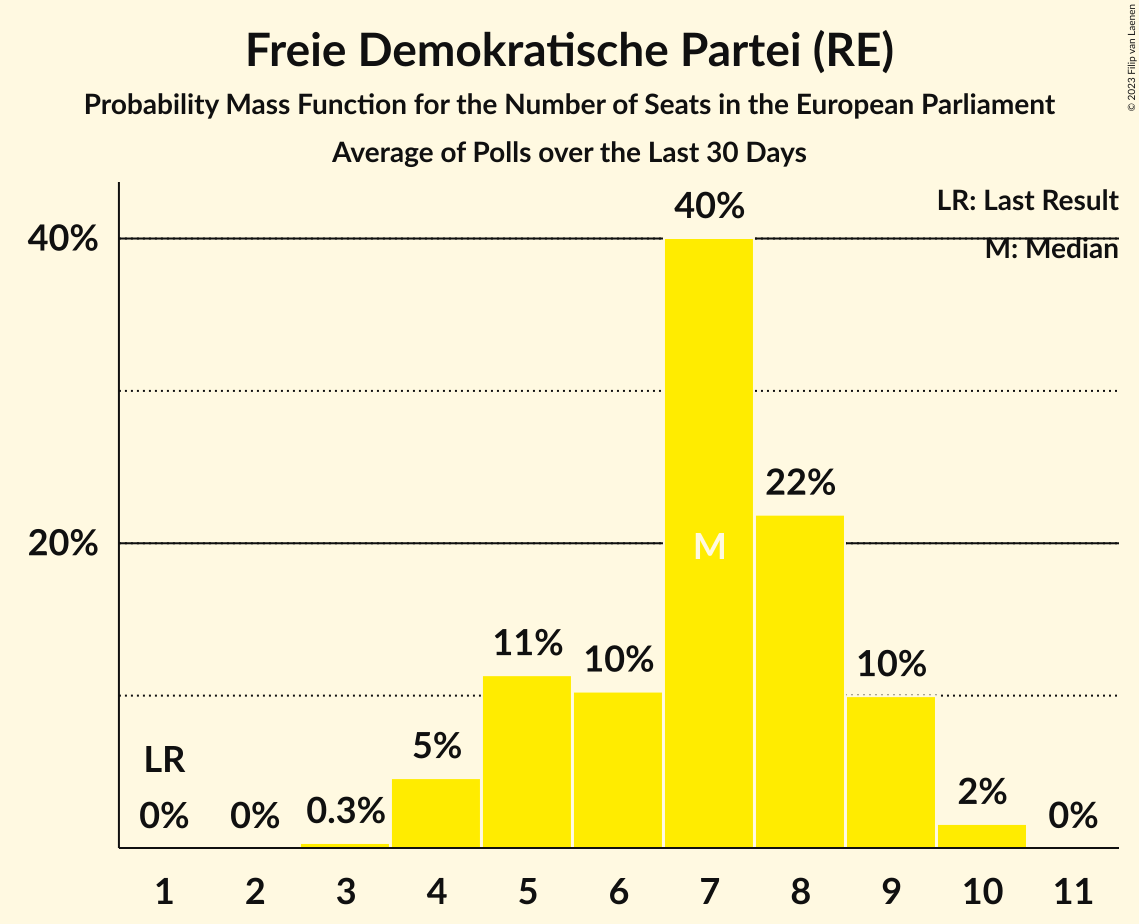 Freie Demokratische Partei (RE)
Probability Mass Function for the Number of Seats in the European Parliament
Average of Polls over the Last 30 Days
© 2023 Filip van Laenen
LR: Last Result
M: Median
40%
20%
LR
0%
0%
0.3%
5%
11%
10%
40%
M
22%
10%
2%
0%
1 2 3 4 5 6 7 8 9 10 11